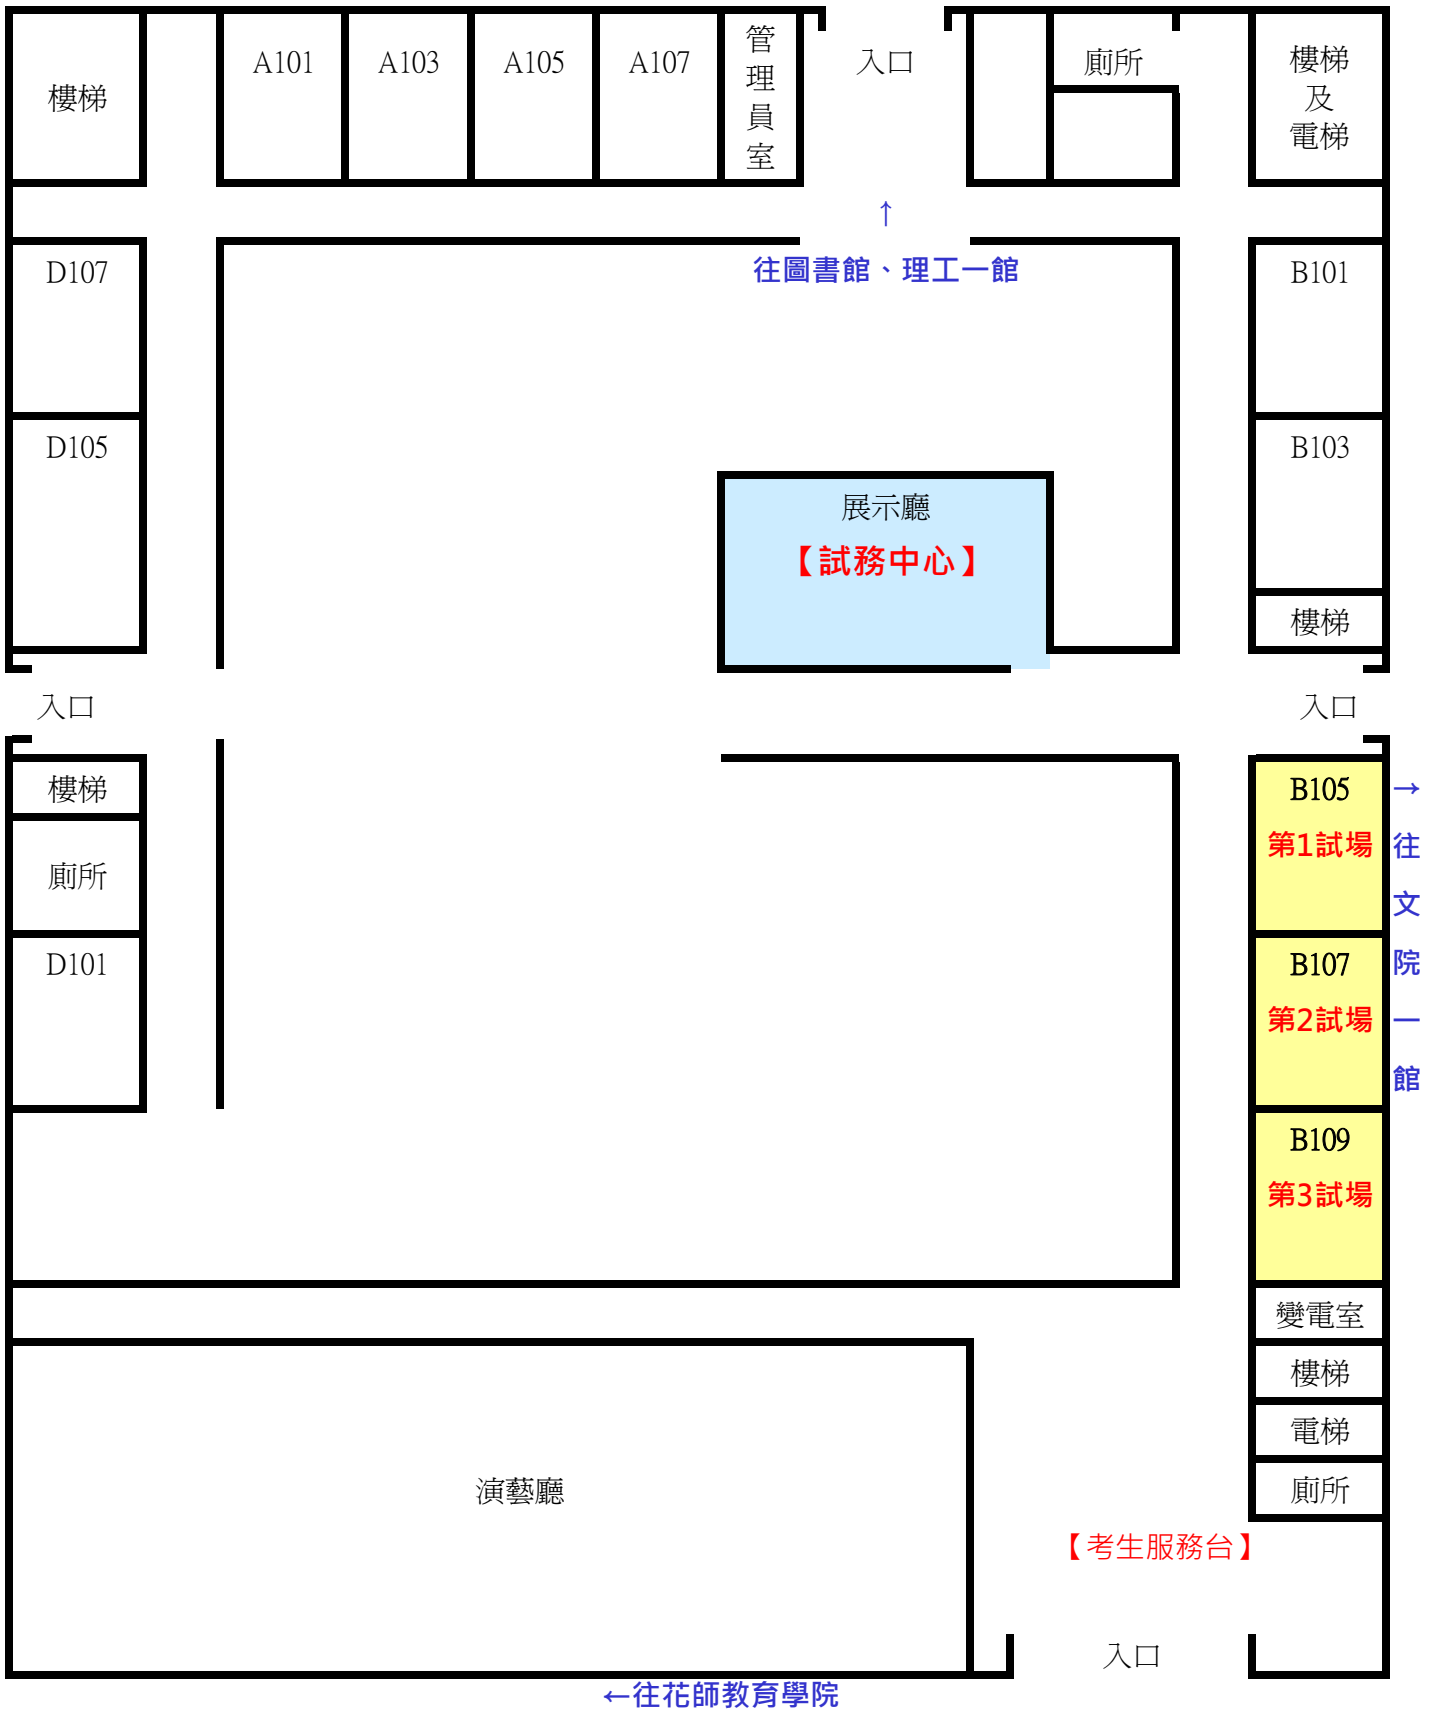 樓梯
A101
A103
A105
A107
管
理
員
室
入口
廁所
樓梯
及
電梯
↑
往圖書館、理工一館
D107
B101
D105
B103
展示廳
【試務中心】
樓梯
入口
入口
樓梯
B105
第1試場
→
往
文
院
一
館
廁所
D101
B107
第2試場
B109
第3試場
變電室
樓梯
電梯
廁所
演藝廳
【考生服務台】
入口
←往花師教育學院